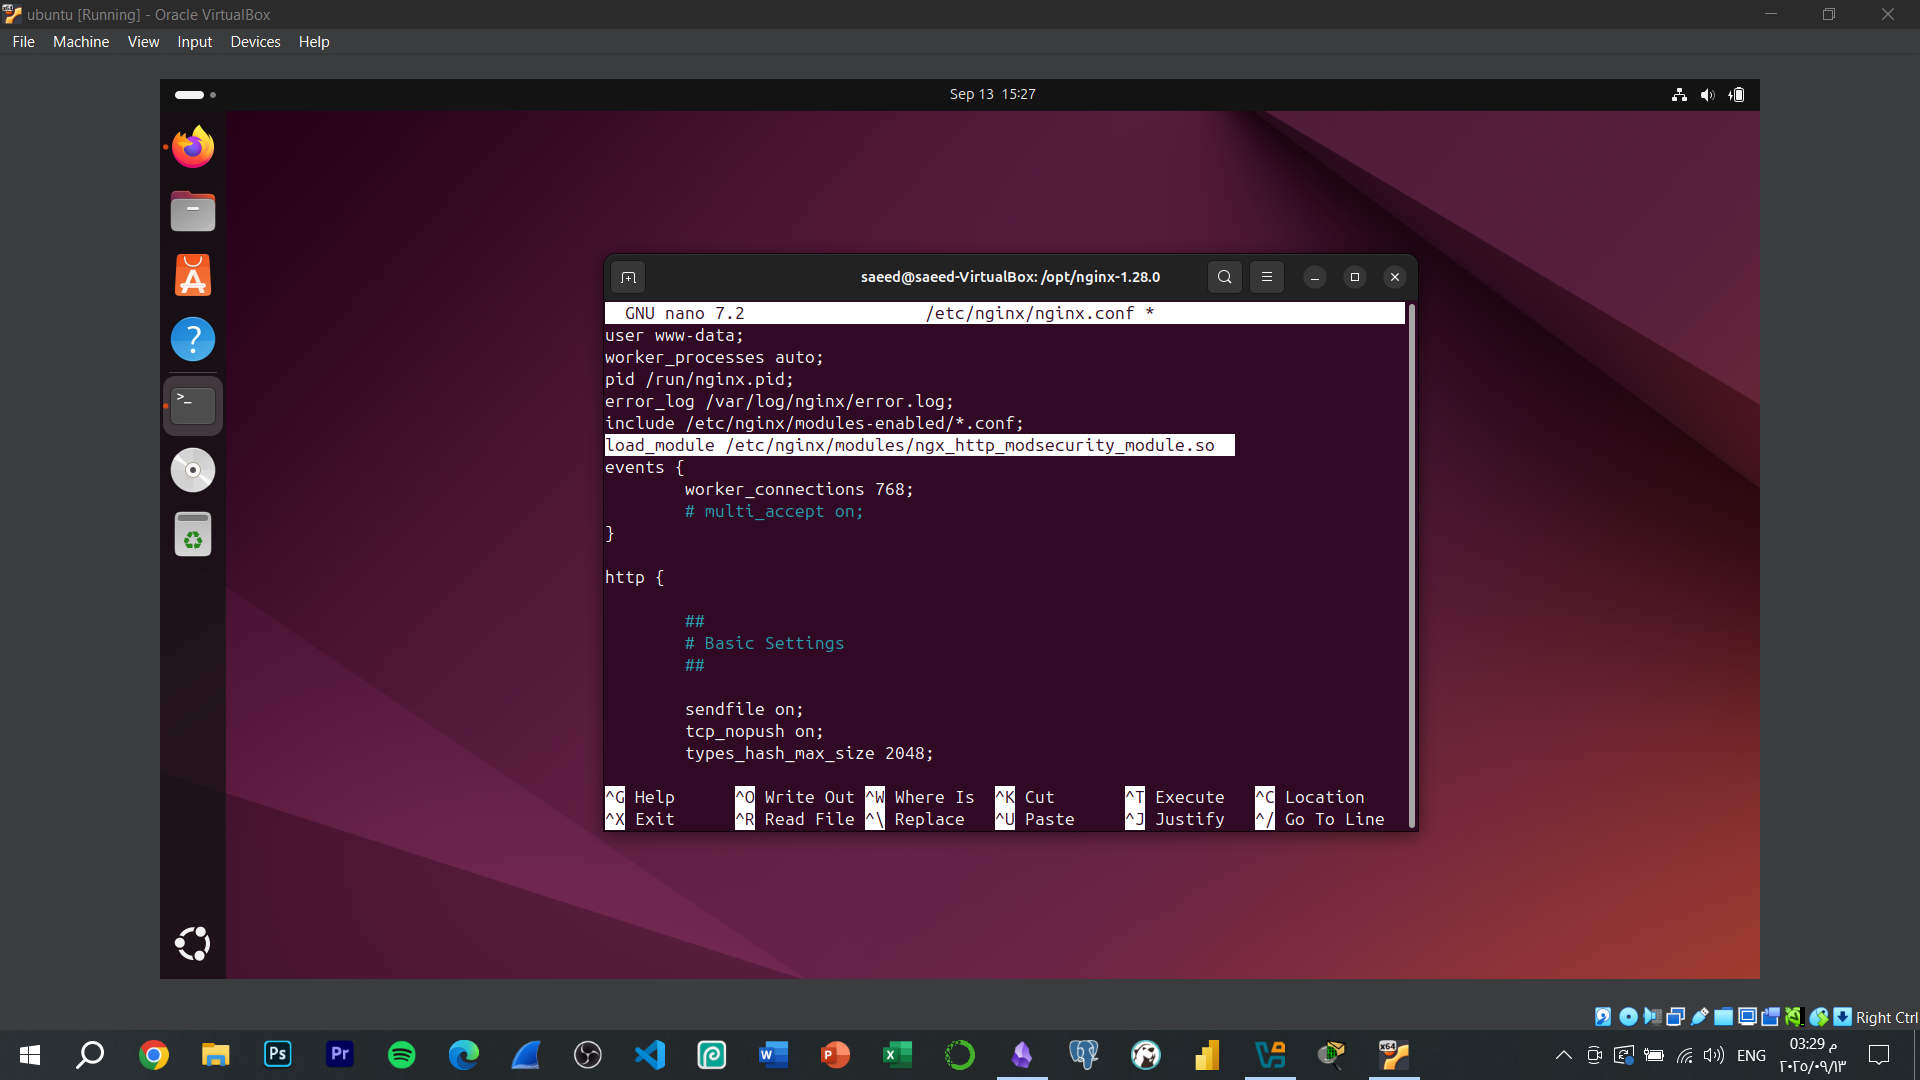 ubuntu [Running] - Oracle VirtualBox
File Machine View Input Devices Help
Sep 13 15:27
saeed@saeed-VirtualBox: /opt/nginx-1.28.0
GNU nano 7.2 /etc/nginx/nginx.conf *
user www-data;
worker_processes auto;
pid /run/nginx.pid;
error_log /var/log/nginx/error.log;
include /etc/nginx/modules-enabled/*.conf;
load_module /etc/nginx/modules/ngx_http_modsecurity_module.so
events {
worker_connections 768;
# multi_accept on;
}
http {
##
# Basic Settings
##
sendfile on;
tcp_nopush on;
types_hash_max_size 2048;
^G Help ^O Write Out ^W Where Is ^K Cut ^T Execute ^C Location
^X Exit ^R Read File ^\ Replace ^U Paste ^J Justify ^/ Go To Line
Right Ctrl
ENG
03:29 م
٢٠٢٥/٠٩/١٣